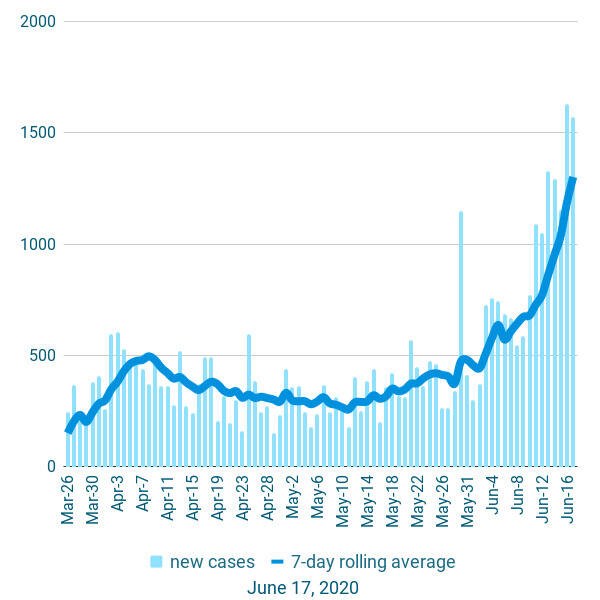 2000
1500
1000
500
0
Mar-26
Mar-30
Apr-3
Apr-7
Apr-11
Apr-15
Apr-19
Apr-23
Apr-28
May-2
May-6
May-10
May-14
May-18
May-22
May-26
May-31
Jun-4
Jun-8
Jun-12
Jun-16
new cases
7-day rolling average
June 17, 2020